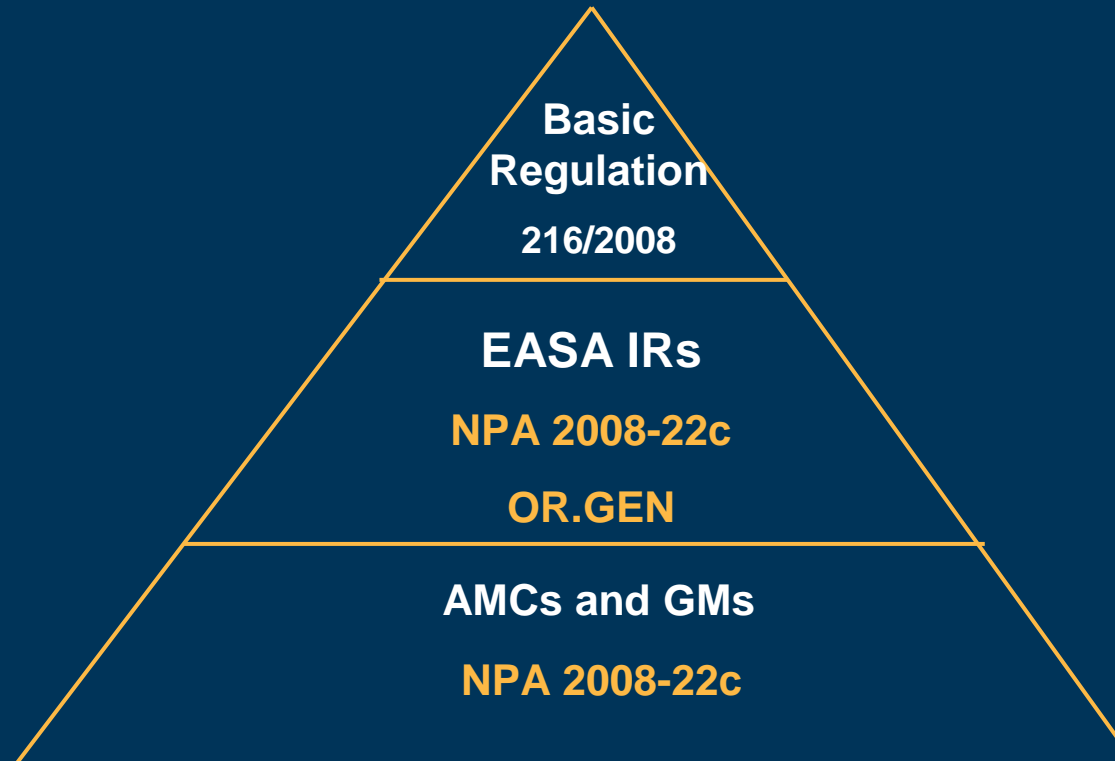 Basic
Regulation
216/2008
EASA IRs
NPA 2008-22c
OR.GEN
AMCs and GMs
NPA 2008-22c